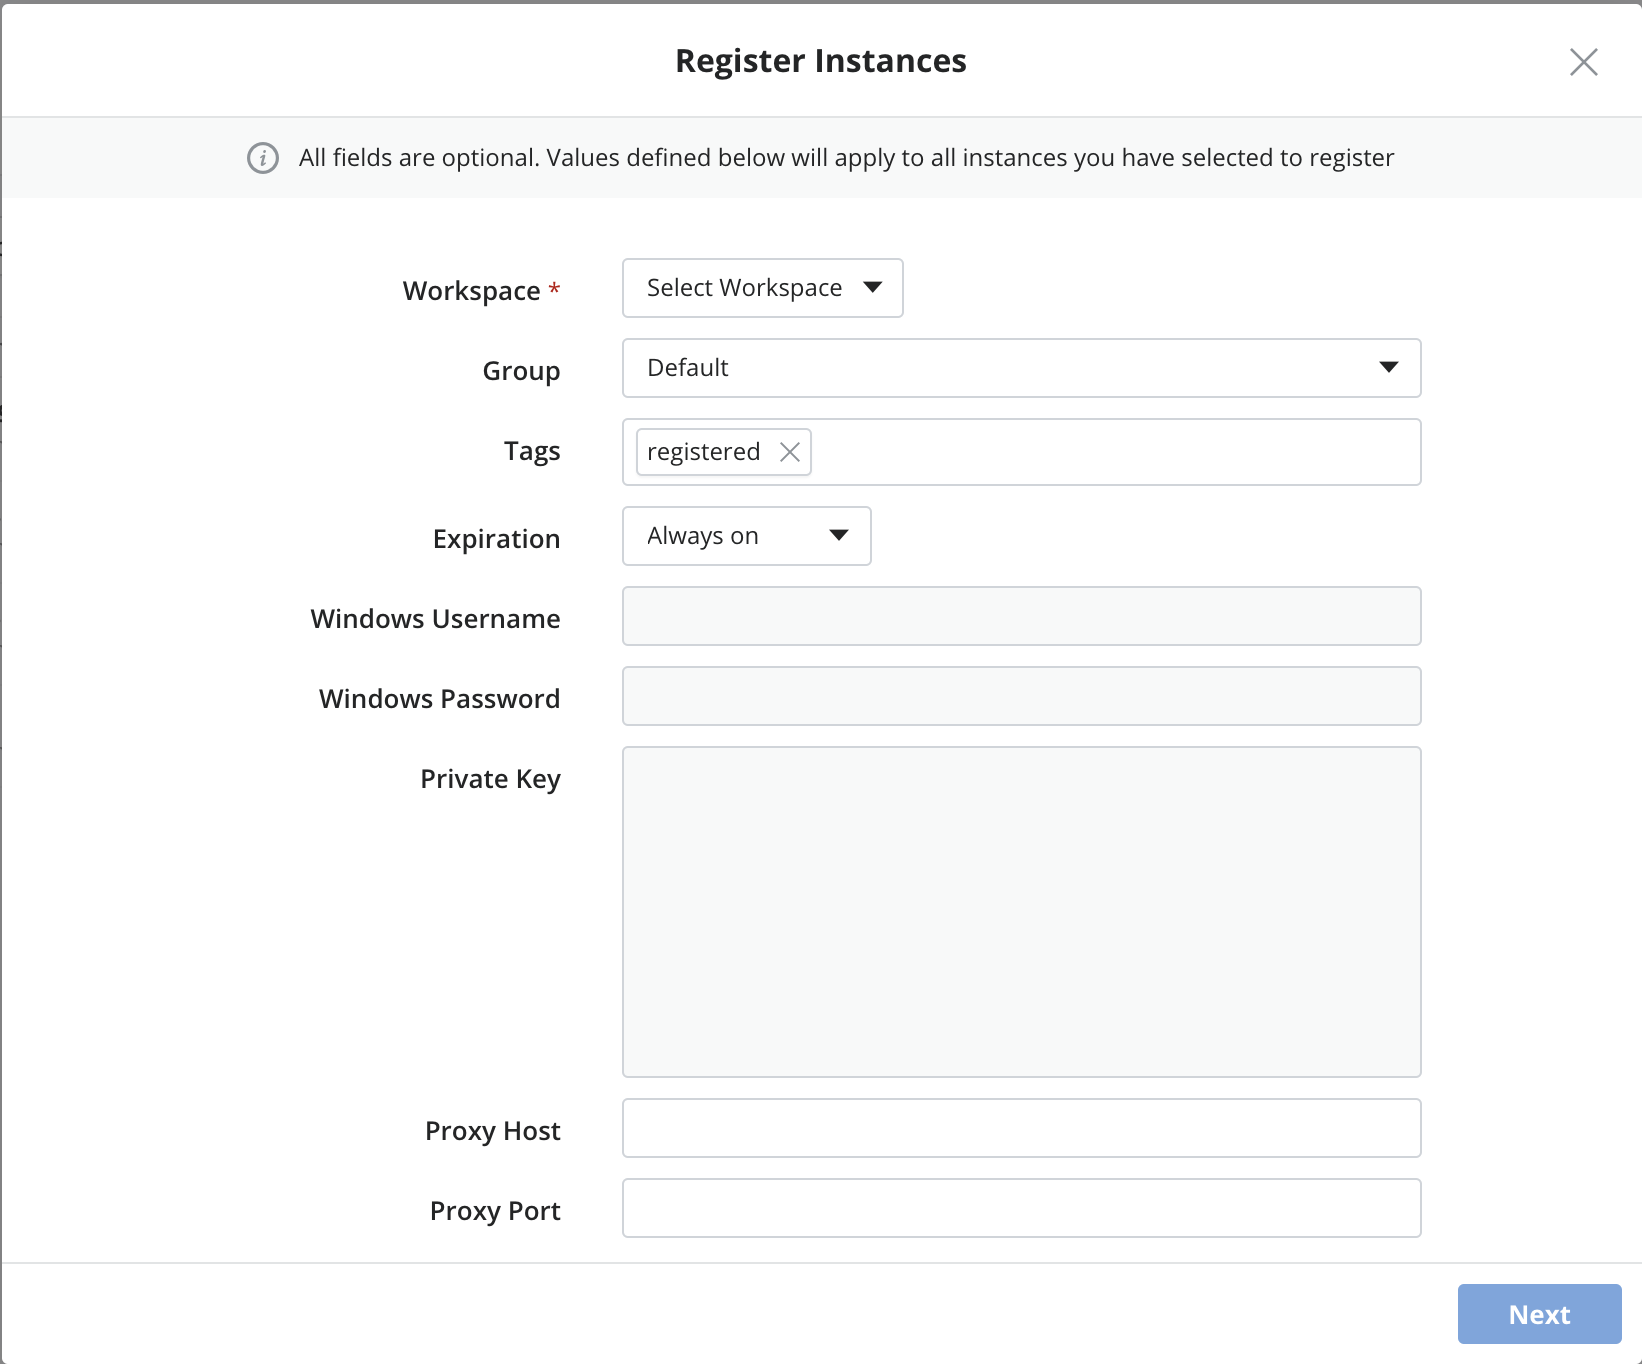 Register Instances
All fields are optional. Values defined below will apply to all instances you have selected to register
Workspace * Select Workspace
Group Default
Tags registered
Expiration Always on
Windows Username
Windows Password
Private Key
Proxy Host
Proxy Port
Next